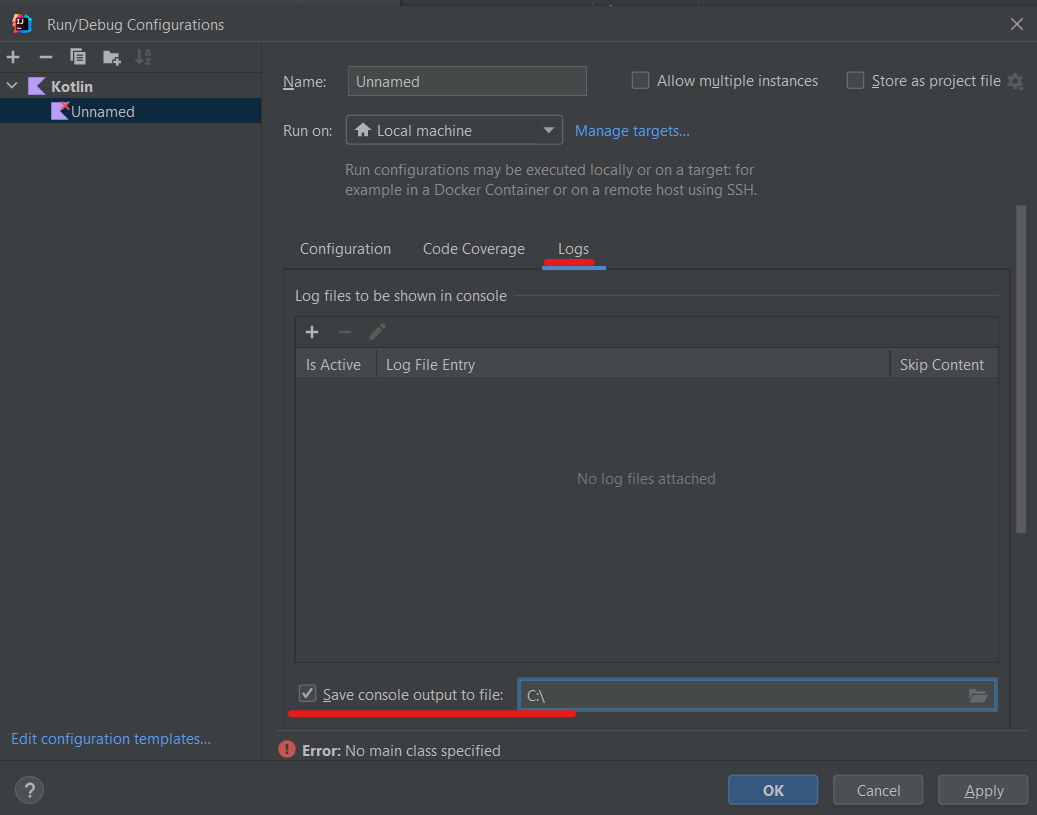 Run/Debug Configurations
Kotlin
Unnamed
Name: Unnamed Allow multiple instances Store as project file
Run on: Local machine Manage targets...
Run configurations may be executed locally or on a target: for
example in a Docker Container or on a remote host using SSH.
Configuration Code Coverage Logs
Log files to be shown in console
Is Active Log File Entry Skip Content
No log files attached
Save console output to file: C:\
Edit configuration templates...
Error: No main class specified
? OK Cancel Apply